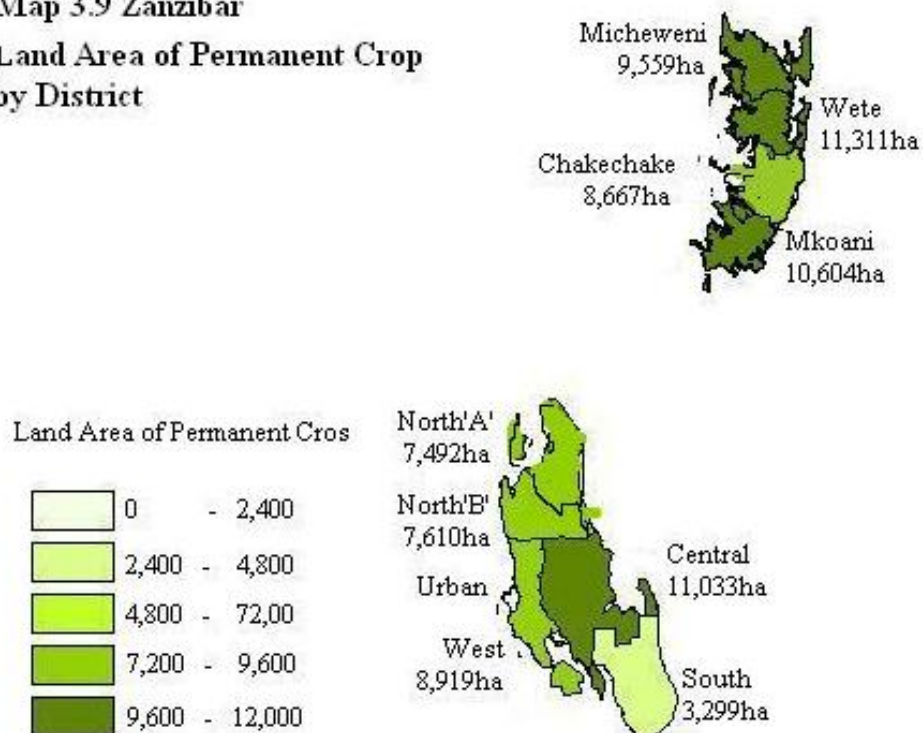 Map 3.9 Zanzibar
Land Area of Permanent Crop
by District
Micheweni
9,559ha
Wete
11,311ha
Chakechake
8,667ha
Mkoani
10,604ha
Land Area of Permanent Cros
0 - 2,400
2,400 - 4,800
4,800 - 72,00
7,200 - 9,600
9,600 - 12,000
North'A'
7,492ha
North'B'
7,610ha
Urban
Central
11,033ha
West
8,919ha
South
3,299ha